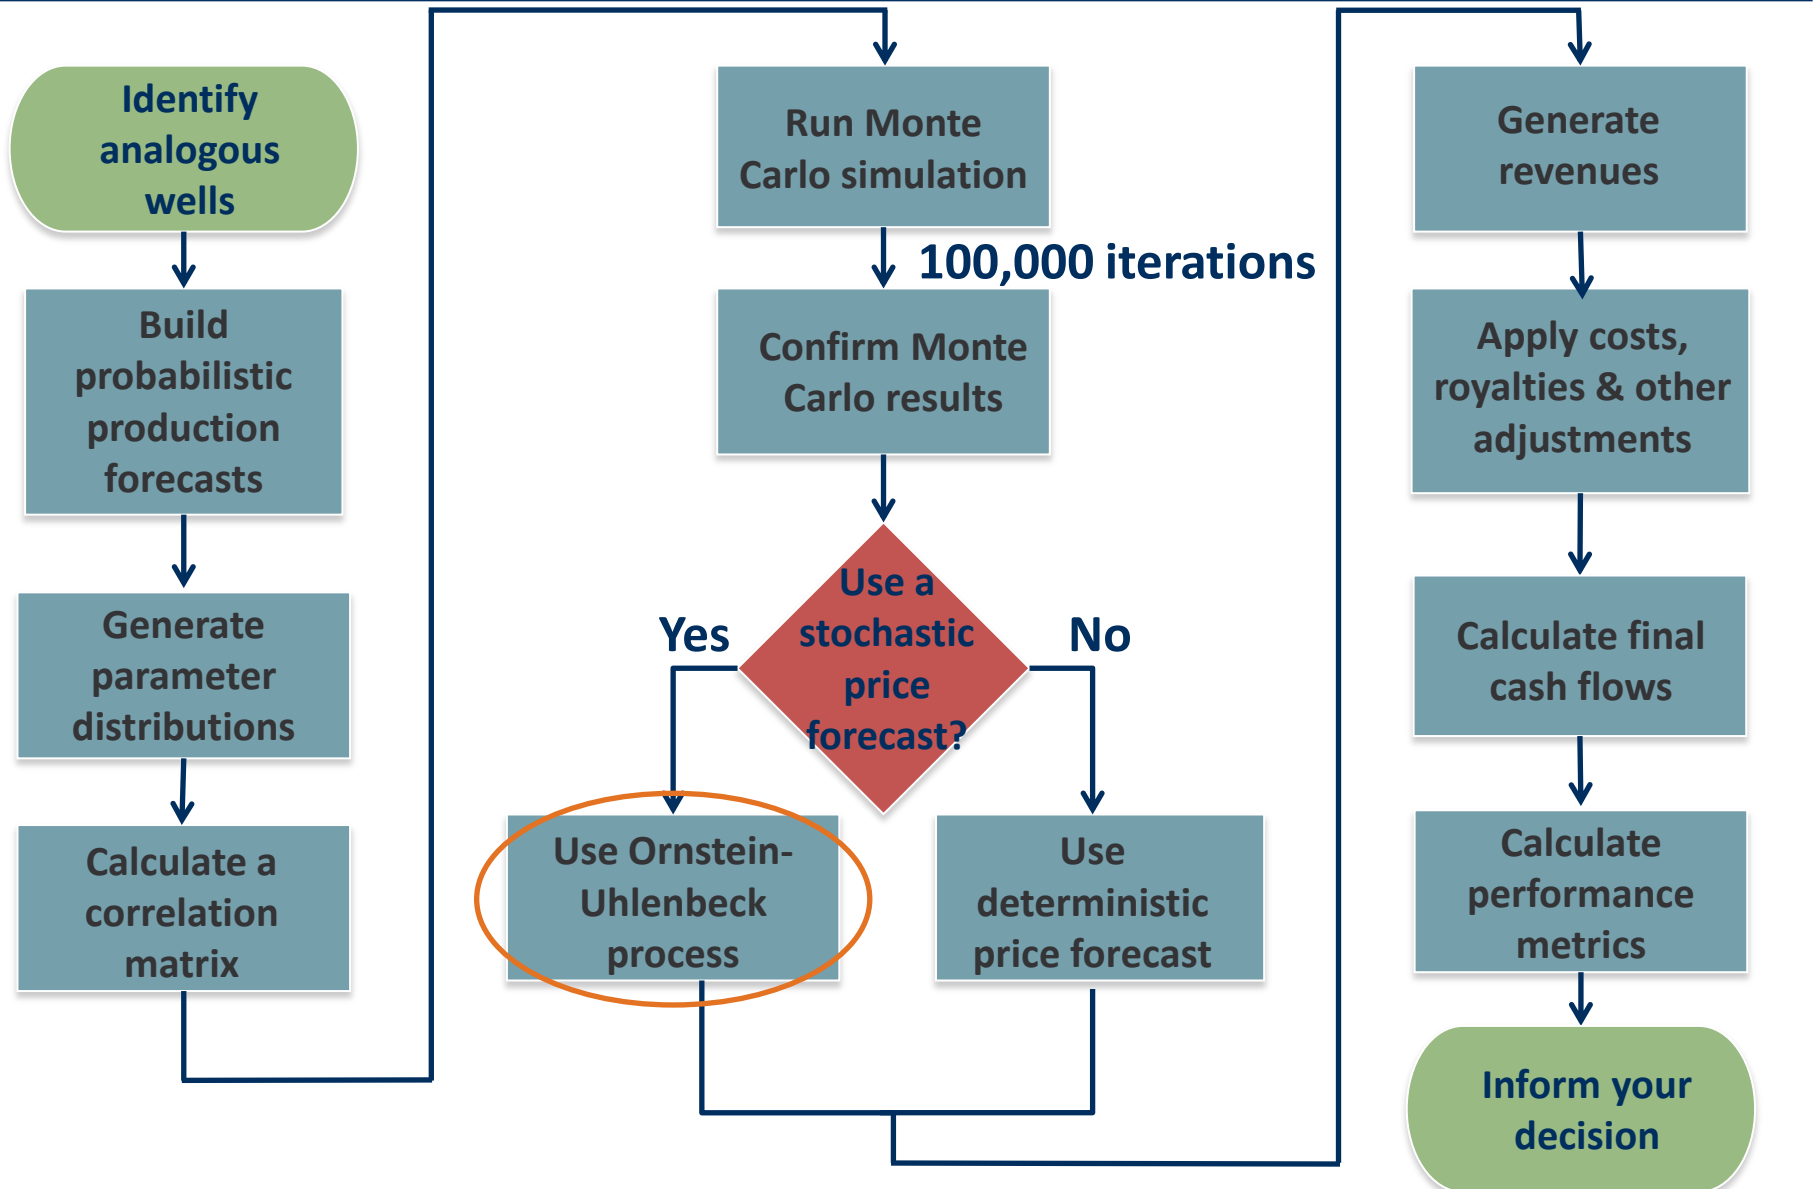 Identify
analogous
wells
Build
probabilistic
production
forecasts
Generate
parameter
distributions
Calculate a
correlation
matrix
Run Monte
Carlo simulation
100,000 iterations
Confirm Monte
Carlo results
Use a
stochastic
price
forecast?
Yes
No
Use Ornstein-
Uhlenbeck
process
Use
deterministic
price forecast
Generate
revenues
Apply costs,
royalties & other
adjustments
Calculate final
cash flows
Calculate
performance
metrics
Inform your
decision